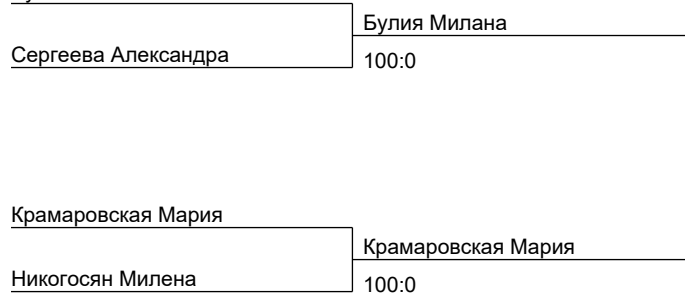 Булия Милана
Сергеева Александра
100:0
Крамаровская Мария
Крамаровская Мария
Никогосян Милена
100:0